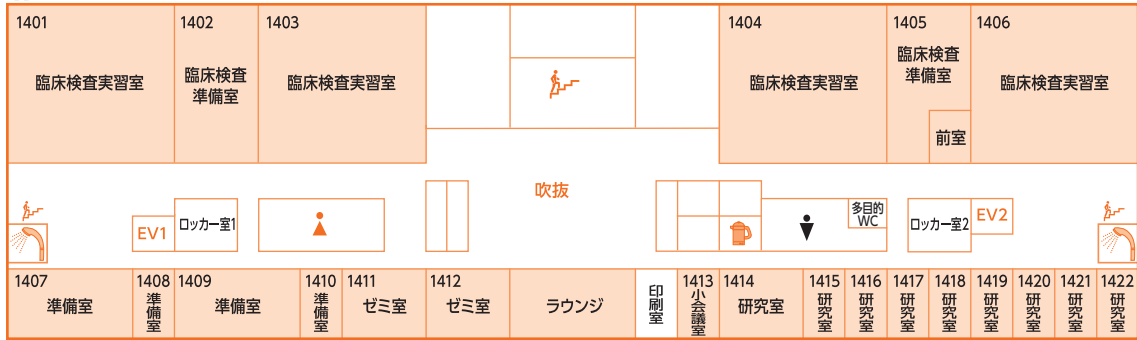 1401
臨床検査実習室
1402
臨床検査
準備室
1403
臨床検査実習室
1404
臨床検査実習室
1405
臨床検査
準備室
前室
1406
臨床検査実習室
吹抜
EV1
ロッカー室1
多目的
WC
ロッカー室2
EV2
1407
準備室
1408
準備室
1409
準備室
1410
準備室
1411
ゼミ室
1412
ゼミ室
ラウンジ
印刷室
1413
小会議室
1414
研究室
1415
研究室
1416
研究室
1417
研究室
1418
研究室
1419
研究室
1420
研究室
1421
研究室
1422
研究室